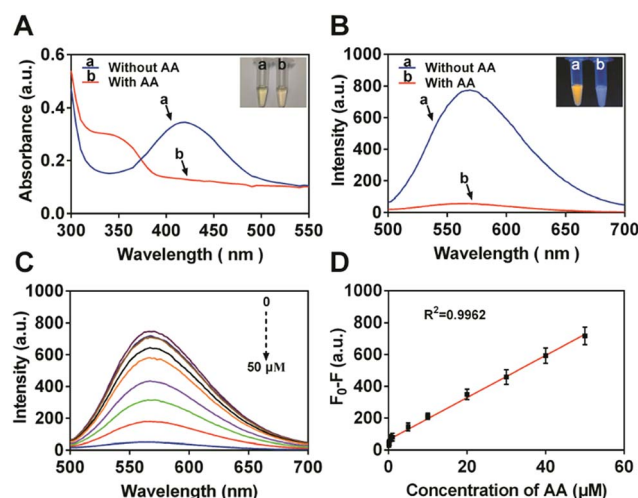 A
0.6
0.4
0.2
0.0
Absorbance (a.u.)
a Without AA
b With AA
a b
a
b
300 350 400 450 500 550
Wavelength ( nm )
B
1000
800
600
400
200
0
Intensity (a.u.)
a Without AA
b With AA
a b
a
b
500 550 600 650 700
Wavelength ( nm )
C
1000
800
600
400
200
0
Intensity (a.u.)
0
50 μM
500 550 600 650 700
Wavelength (nm)
D
1000
800
600
400
200
0
F0-F (a.u.)
R²=0.9962
0 20 40 60
Concentration of AA (μM)